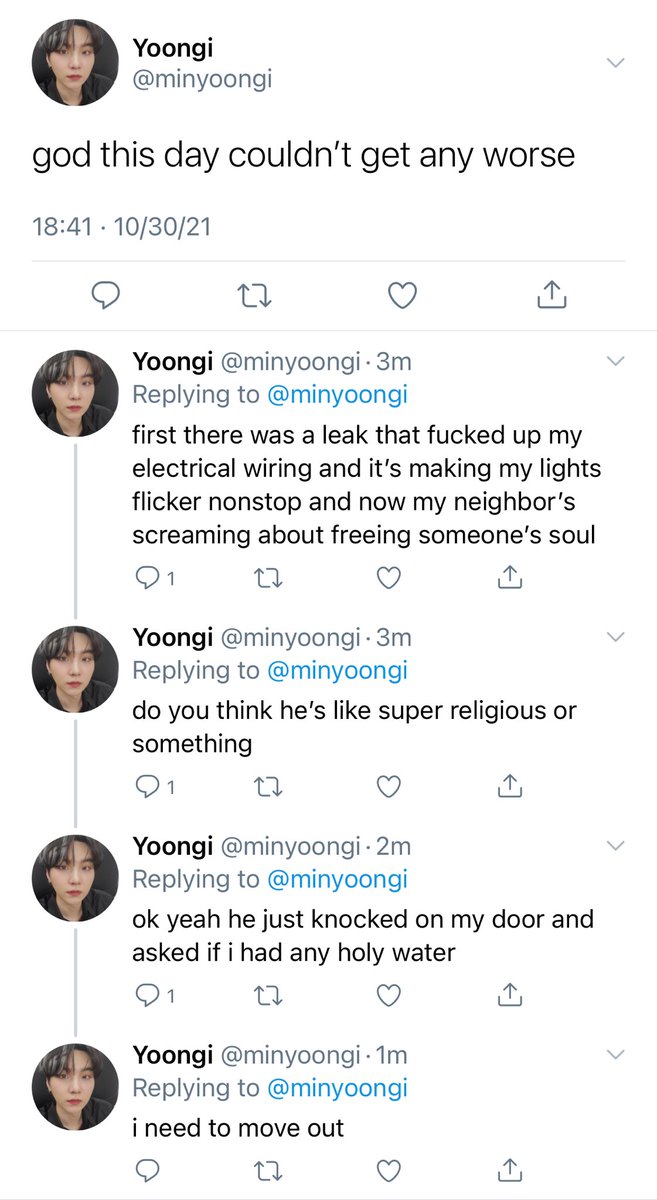 Yoongi
@minyoongi
god this day couldn’t get any worse
18:41 · 10/30/21
Yoongi @minyoongi · 3m
Replying to @minyoongi
first there was a leak that fucked up my
electrical wiring and it’s making my lights
flicker nonstop and now my neighbor’s
screaming about freeing someone’s soul
1
Yoongi @minyoongi · 3m
Replying to @minyoongi
do you think he’s like super religious or
something
1
Yoongi @minyoongi · 2m
Replying to @minyoongi
ok yeah he just knocked on my door and
asked if i had any holy water
1
Yoongi @minyoongi · 1m
Replying to @minyoongi
i need to move out